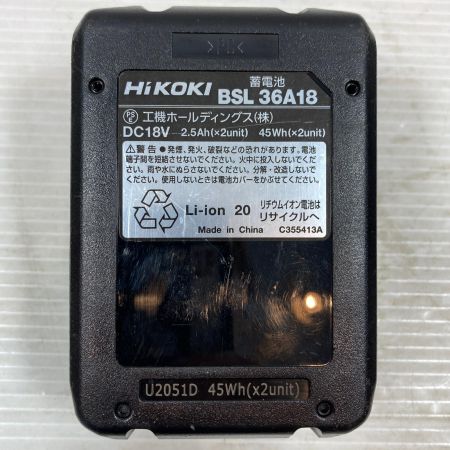 >PC<
HiKOKI 蓄電池 BSL 36A18
PSE 工機ホールディングス(株)
DC18V 2.5Ah(×2unit) 45Wh(×2unit)
⚠警告 ●発煙、発火、破裂などの恐れがあります。電池
端子間を短絡させないでください。火中に投入しないでくだ
さい。雨や水にぬらさないでください。分解・改造しないで
ください。使用しないときは電池カバーをかぶせてください。
Li-ion 20 リチウムイオン電池は
リサイクルへ
Made in China C355413A
U2051D 45Wh(x2unit)